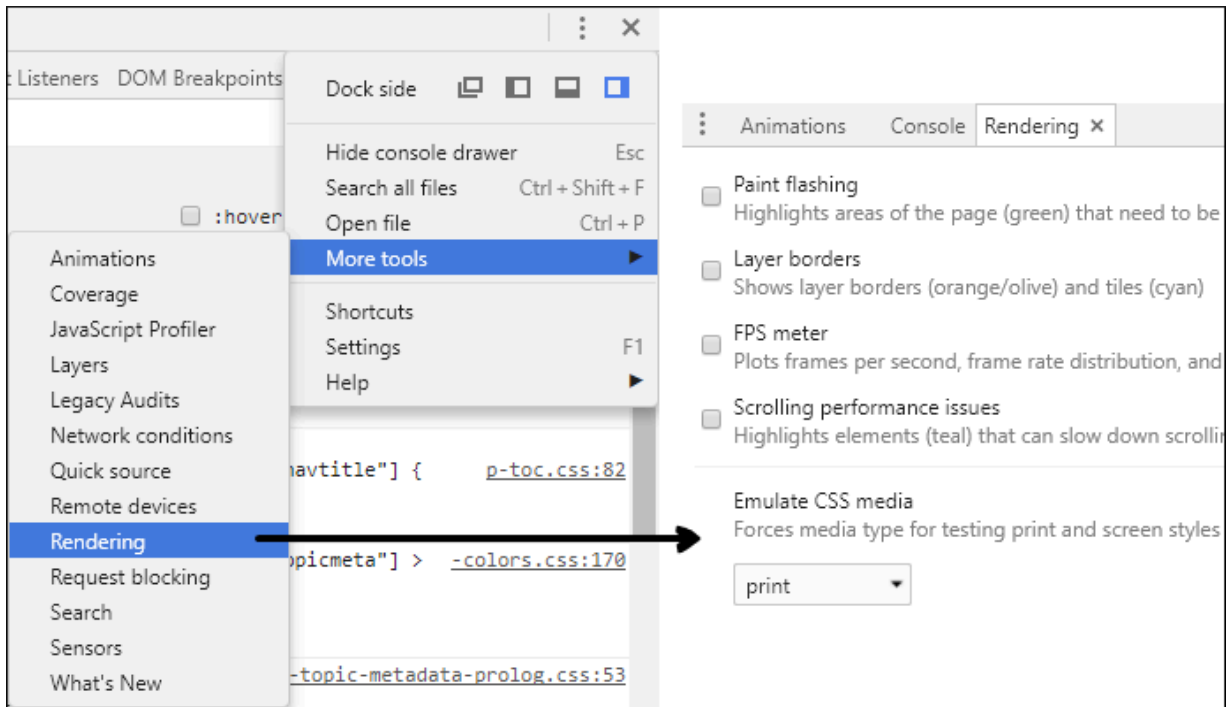 t Listeners DOM Breakpoints
:hover
Dock side
Hide console drawer Esc
Search all files Ctrl + Shift + F
Open file Ctrl + P
More tools
Shortcuts
Settings F1
Help
Animations
Coverage
JavaScript Profiler
Layers
Legacy Audits
Network conditions
Quick source
Remote devices
Rendering
Request blocking
Search
Sensors
What's New
navtitle"] { p-toc.css:82
opicmeta"] > -colors.css:170
-topic-metadata-prolog.css:53
Animations Console Rendering ×
Paint flashing
Highlights areas of the page (green) that need to be
Layer borders
Shows layer borders (orange/olive) and tiles (cyan)
FPS meter
Plots frames per second, frame rate distribution, and
Scrolling performance issues
Highlights elements (teal) that can slow down scrollin
Emulate CSS media
Forces media type for testing print and screen styles
print